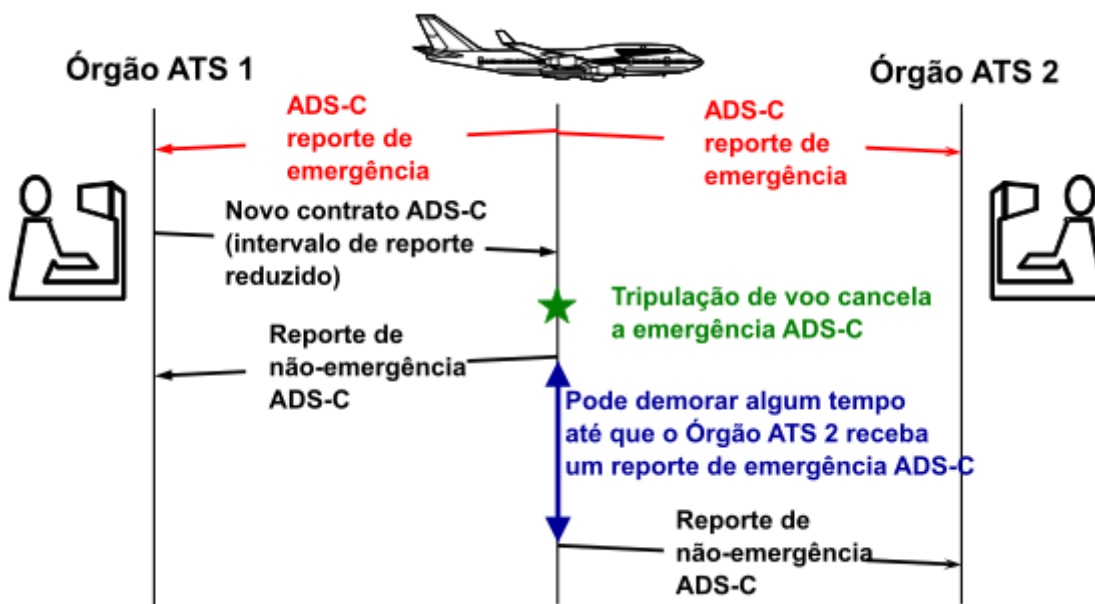 Órgão ATS 1
Órgão ATS 2
ADS-C
reporte de
emergência
ADS-C
reporte de
emergência
Novo contrato ADS-C
(intervalo de reporte
reduzido)
Tripulação de voo cancela
a emergência ADS-C
Reporte de
não-emergência
ADS-C
Pode demorar algum tempo
até que o Órgão ATS 2 receba
um reporte de emergência ADS-C
Reporte de
não-emergência
ADS-C